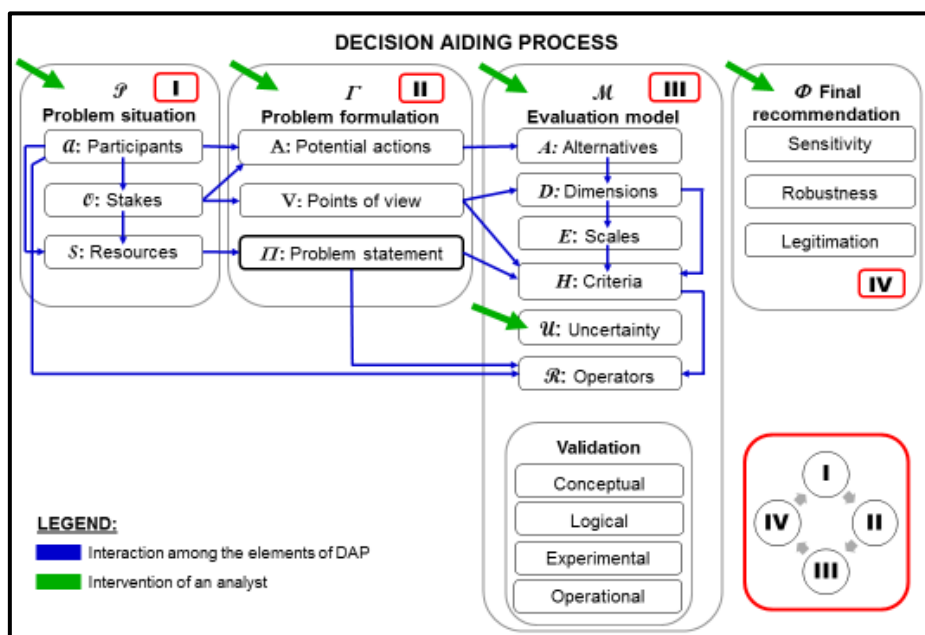 DECISION AIDING PROCESS
𝒫
I
Problem situation
𝒶: Participants
𝒪: Stakes
S: Resources
Γ
II
Problem formulation
A: Potential actions
V: Points of view
Π: Problem statement
ℳ
III
Evaluation model
A: Alternatives
D: Dimensions
E: Scales
H: Criteria
𝒰: Uncertainty
ℛ: Operators
Validation
Conceptual
Logical
Experimental
Operational
Φ Final
recommendation
Sensitivity
Robustness
Legitimation
IV
I
IV
II
III
LEGEND:
Interaction among the elements of DAP
Intervention of an analyst